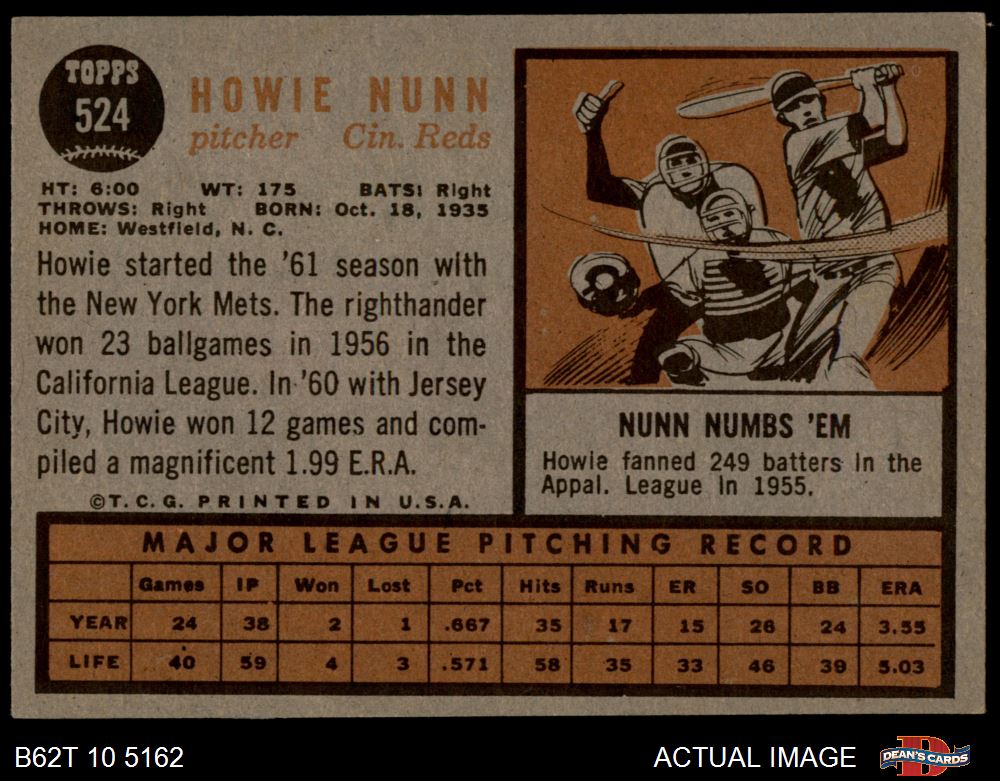 TOPPS
524
HOWIE NUNN
pitcher Cin. Reds
HT: 6:00 WT: 175 BATS: Right
THROWS: Right BORN: Oct. 18, 1935
HOME: Westfield, N. C.
Howie started the '61 season with
the New York Mets. The righthander
won 23 ballgames in 1956 in the
California League. In '60 with Jersey
City, Howie won 12 games and com-
piled a magnificent 1.99 E.R.A.
©T.C.G. PRINTED IN U.S.A.
NUNN NUMBS 'EM
Howie fanned 249 batters in the
Appal. League in 1955.
MAJOR LEAGUE PITCHING RECORD
Games IP Won Lost Pct Hits Runs ER SO BB ERA
YEAR 24 38 2 1 .667 35 17 15 26 24 3.55
LIFE 40 59 4 3 .571 58 35 33 46 39 5.03
B62T 10 5162 ACTUAL IMAGE DEAN'S CARDS